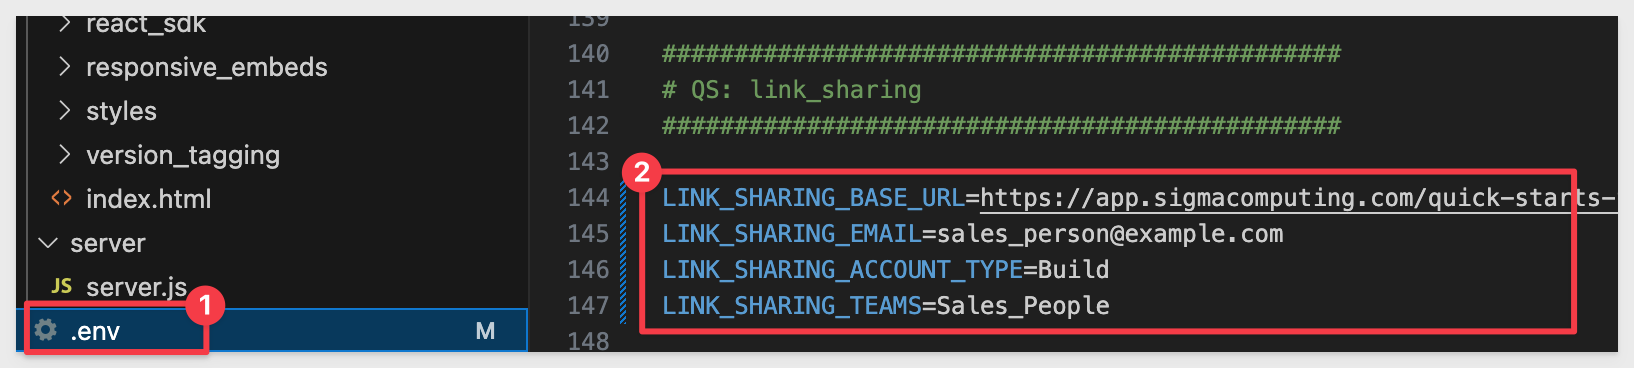 react_sdk
responsive_embeds
styles
version_tagging
index.html
server
JS server.js
1
.env M
139
140 ###############################################
141 # QS: link_sharing
142 ###############################################
143
2
144 LINK_SHARING_BASE_URL=https://app.sigmacomputing.com/quick-starts-
145 LINK_SHARING_EMAIL=sales_person@example.com
146 LINK_SHARING_ACCOUNT_TYPE=Build
147 LINK_SHARING_TEAMS=Sales_People
148